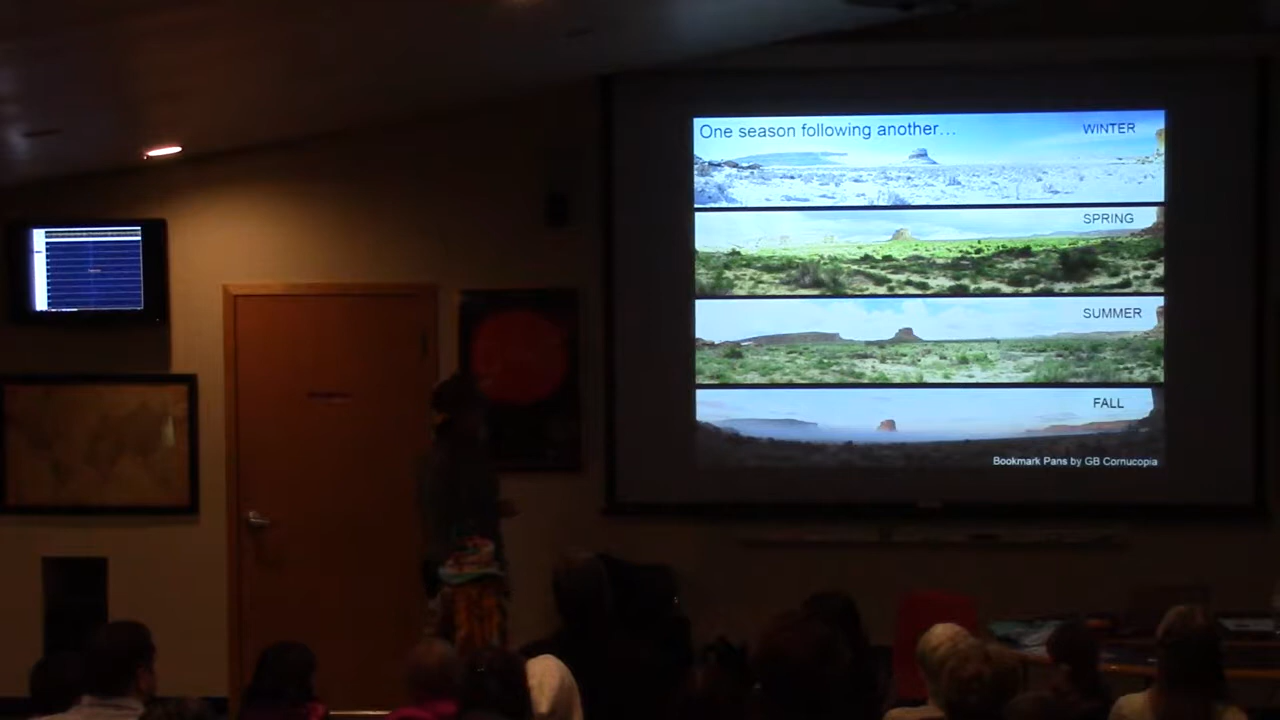 One season following another…
WINTER
SPRING
SUMMER
FALL
Bookmark Pans by GB Cornucopia